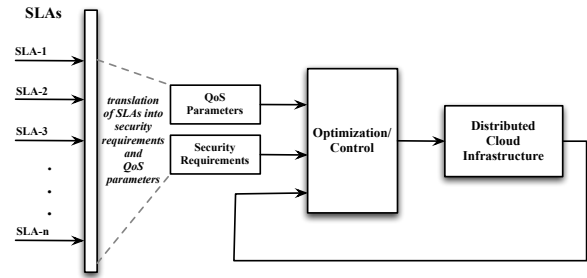 SLAs
SLA-1
SLA-2
SLA-3
.
.
.
SLA-n
translation
of SLAs into
security
requirements
and
QoS
parameters
QoS
Parameters
Security
Requirements
Optimization/
Control
Distributed
Cloud
Infrastructure